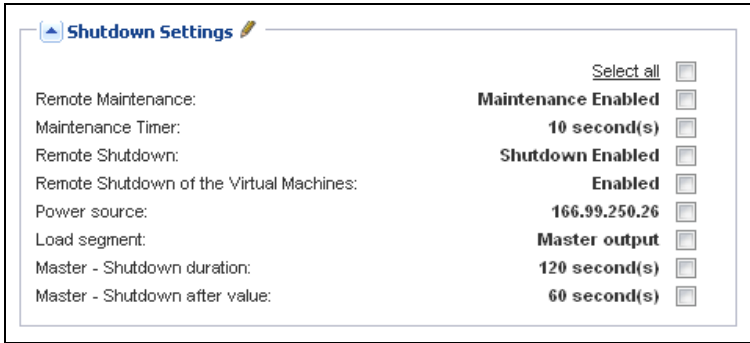 Shutdown Settings
Select all
Remote Maintenance: Maintenance Enabled
Maintenance Timer: 10 second(s)
Remote Shutdown: Shutdown Enabled
Remote Shutdown of the Virtual Machines: Enabled
Power source: 166.99.250.26
Load segment: Master output
Master - Shutdown duration: 120 second(s)
Master - Shutdown after value: 60 second(s)